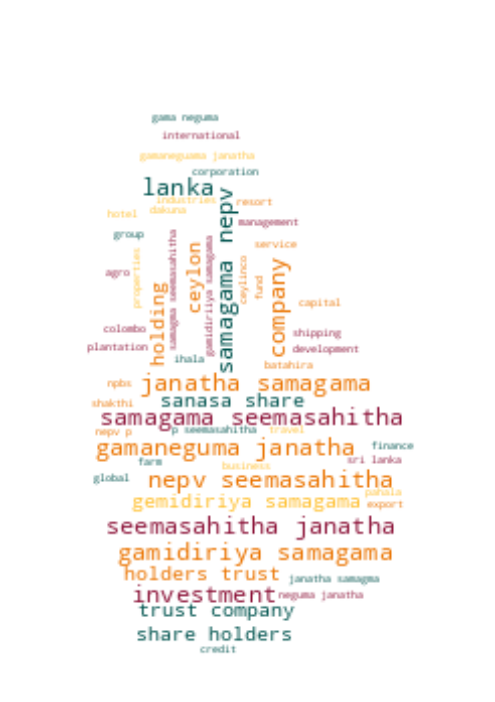 gama neguma
international
gamaneguama janatha
corporation
lanka
industries
resort
hotel
dakuna
nepv
management
group
service
samagama
samagma seemasahitha
gamidiriiya samagama
ceylon
properties
agro
ceylinco
fund
company
holding
capital
colombo
shipping
plantation
development
ihala
batahira
npbs
janatha samagama
shakthi
sanasa share
samagama seemasahitha
nepv p
p seemasahitha
travel
gamaneguma janatha
finance
farm
business
sri lanka
global
nepv seemasahitha
pahala
gemidiriya samagama
export
seemasahitha janatha
gamidiriya samagama
holders trust
janatha samagma
investment
neguma janatha
trust company
share holders
credit